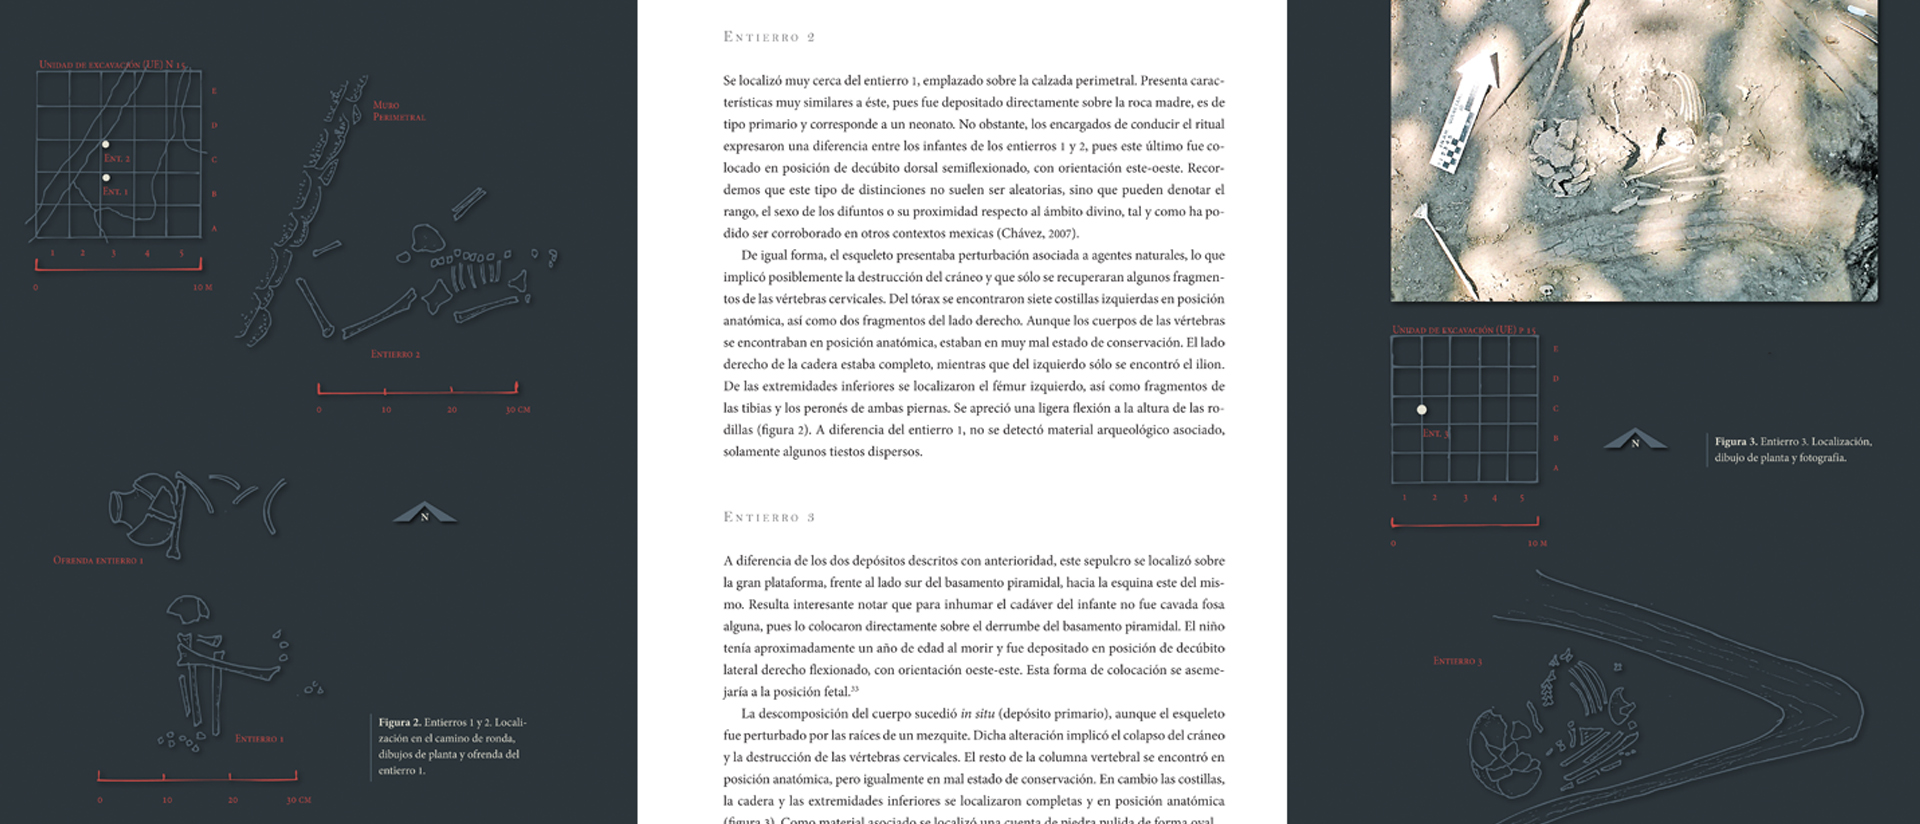 Unidad de excavación (UE) N 15
E
D
C
B
A
Ent. 2
Ent. 1
1 2 3 4 5
0 10 m
Muro
Perimetral
Entierro 2
0 10 20 30 cm
Ofrenda entierro 1
N
Entierro 1
0 10 20 30 cm
Figura 2. Entierros 1 y 2. Locali-
zación en el camino de ronda,
dibujos de planta y ofrenda del
entierro 1.
Entierro 2
Se localizó muy cerca del entierro 1, emplazado sobre la calzada perimetral. Presenta carac-
terísticas muy similares a éste, pues fue depositado directamente sobre la roca madre, es de
tipo primario y corresponde a un neonato. No obstante, los encargados de conducir el ritual
expresaron una diferencia entre los infantes de los entierros 1 y 2, pues este último fue co-
locado en posición de decúbito dorsal semiflexionado, con orientación este-oeste. Recor-
demos que este tipo de distinciones no suelen ser aleatorias, sino que pueden denotar el
rango, el sexo de los difuntos o su proximidad respecto al ámbito divino, tal y como ha po-
dido ser corroborado en otros contextos mexicas (Chávez, 2007).
De igual forma, el esqueleto presentaba perturbación asociada a agentes naturales, lo que
implicó posiblemente la destrucción del cráneo y que sólo se recuperaran algunos fragmen-
tos de las vértebras cervicales. Del tórax se encontraron siete costillas izquierdas en posición
anatómica, así como dos fragmentos del lado derecho. Aunque los cuerpos de las vértebras
se encontraban en posición anatómica, estaban en muy mal estado de conservación. El lado
derecho de la cadera estaba completo, mientras que del izquierdo sólo se encontró el ilion.
De las extremidades inferiores se localizaron el fémur izquierdo, así como fragmentos de
las tibias y los peronés de ambas piernas. Se apreció una ligera flexión a la altura de las ro-
dillas (figura 2). A diferencia del entierro 1, no se detectó material arqueológico asociado,
solamente algunos tiestos dispersos.
Entierro 3
A diferencia de los dos depósitos descritos con anterioridad, este sepulcro se localizó sobre
la gran plataforma, frente al lado sur del basamento piramidal, hacia la esquina este del mis-
mo. Resulta interesante notar que para inhumar el cadáver del infante no fue cavada fosa
alguna, pues lo colocaron directamente sobre el derrumbe del basamento piramidal. El niño
tenía aproximadamente un año de edad al morir y fue depositado en posición de decúbito
lateral derecho flexionado, con orientación oeste-este. Esta forma de colocación se aseme-
jaría a la posición fetal.³³
La descomposición del cuerpo sucedió in situ (depósito primario), aunque el esqueleto
fue perturbado por las raíces de un mezquite. Dicha alteración implicó el colapso del cráneo
y la destrucción de las vértebras cervicales. El resto de la columna vertebral se encontró en
posición anatómica, pero igualmente en mal estado de conservación. En cambio las costillas,
la cadera y las extremidades inferiores se localizaron completas y en posición anatómica
(figura 3). Como material asociado se localizó una cuenta de piedra pulida de forma oval
Unidad de excavación (UE) P 15
E
D
C
B
A
Ent. 3
1 2 3 4 5
0 10 m
N
Figura 3. Entierro 3. Localización,
dibujo de planta y fotografía.
Entierro 3